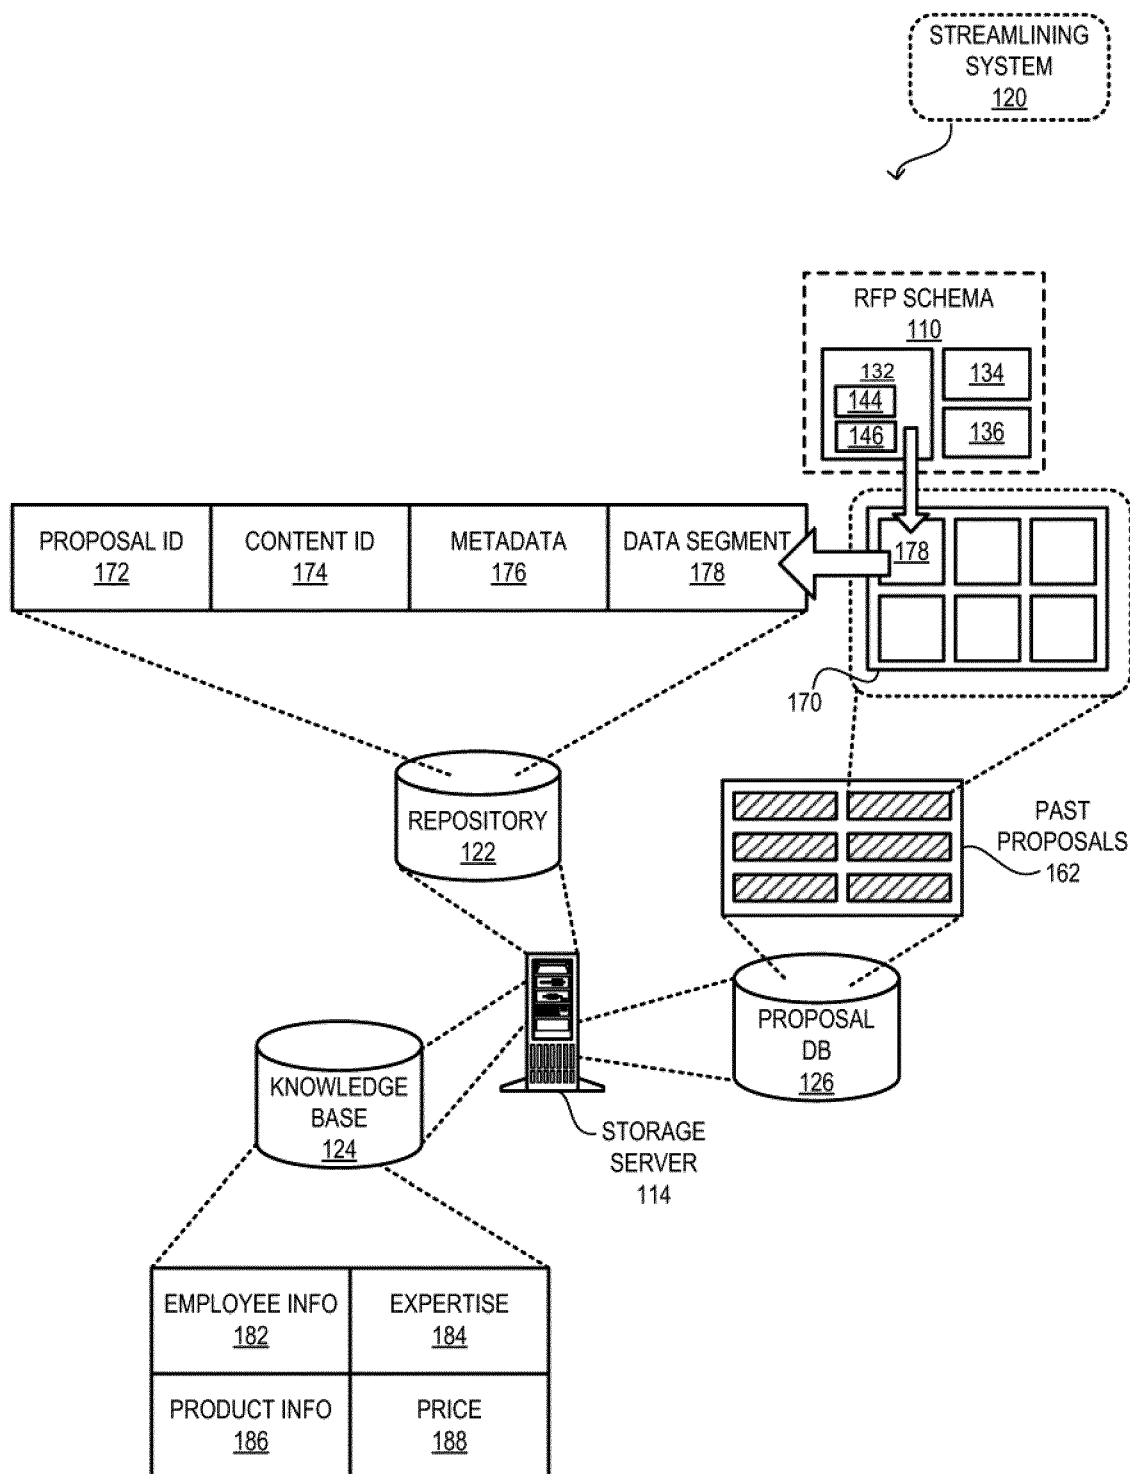 STREAMLINING
SYSTEM
120
RFP SCHEMA
110
132
134
144
146
136
PROPOSAL ID
172
CONTENT ID
174
METADATA
176
DATA SEGMENT
178
178
170
REPOSITORY
122
PAST
PROPOSALS
162
PROPOSAL
DB
126
KNOWLEDGE
BASE
124
STORAGE
SERVER
114
EMPLOYEE INFO
182
EXPERTISE
184
PRODUCT INFO
186
PRICE
188